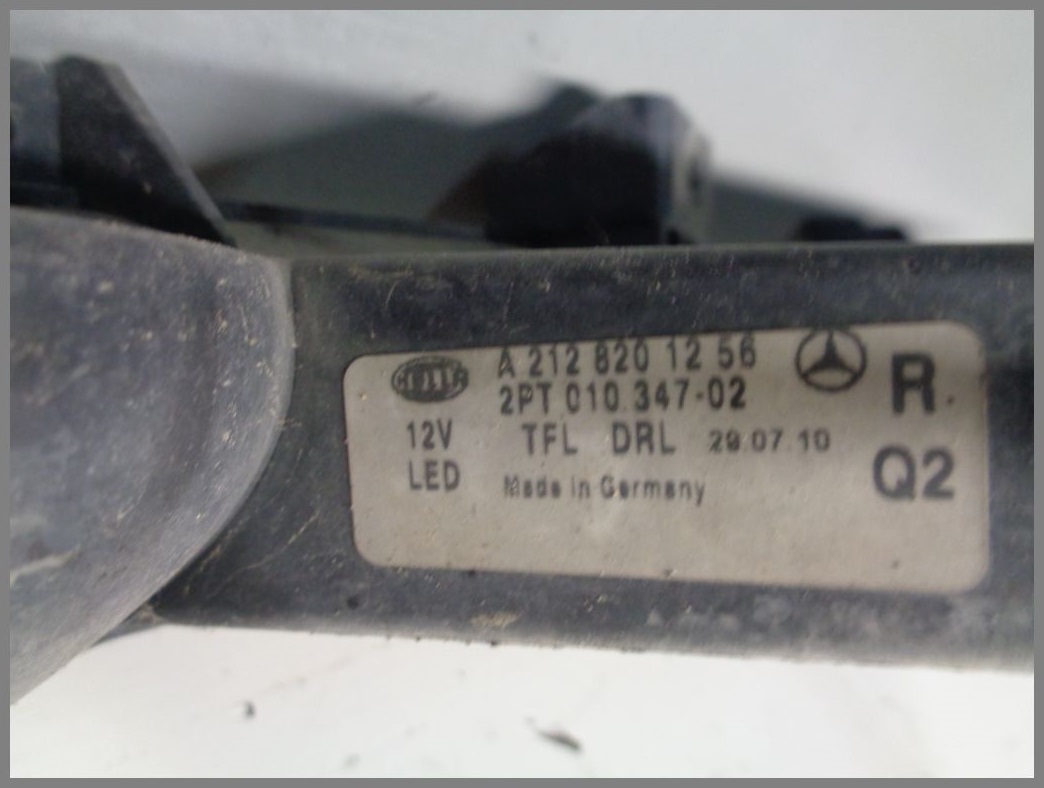 HELLA
A 212 820 12 56
2PT 010.347-02
R
12V TFL DRL 29.07.10
Q2
LED Made in Germany